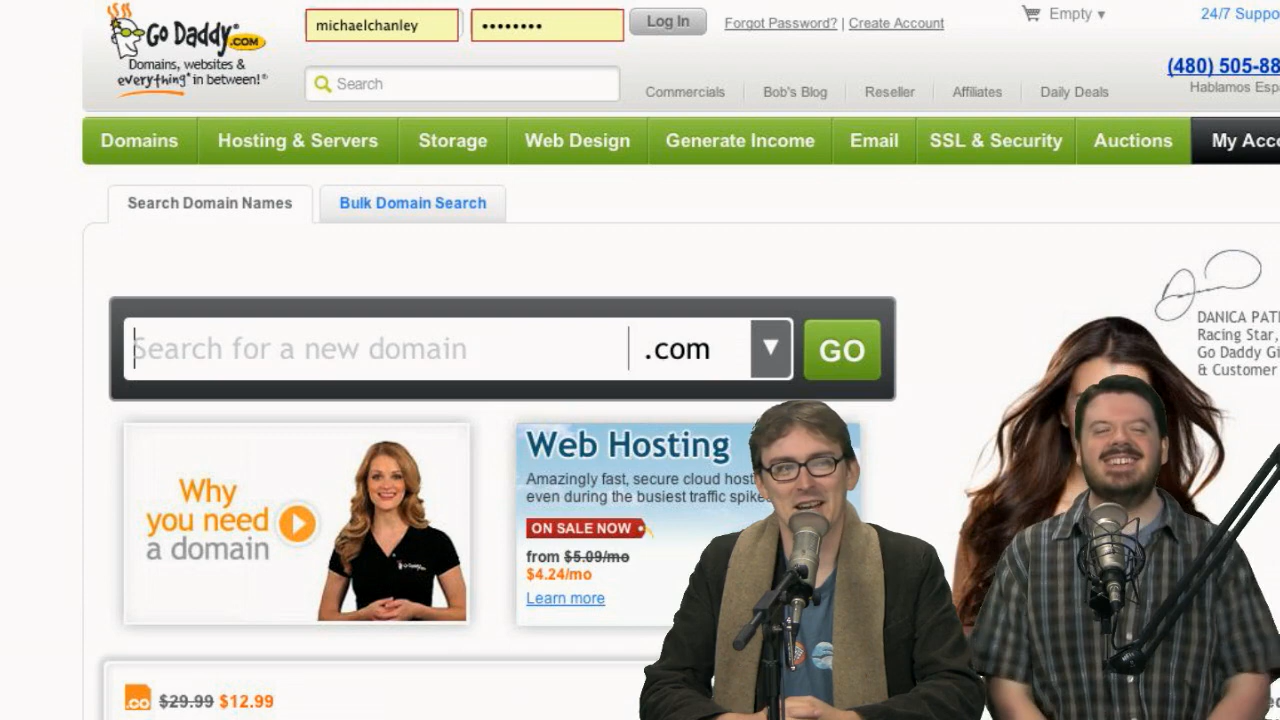 Go Daddy.COM
Domains, websites &
everything* in between!®
michaelchanley
••••••••
Log In
Forgot Password? | Create Account
Empty ▾
24/7 Suppo
(480) 505-88
Hablamos Esp
Search
Commercials
Bob's Blog
Reseller
Affiliates
Daily Deals
Domains
Hosting & Servers
Storage
Web Design
Generate Income
Email
SSL & Security
Auctions
My Acco
Search Domain Names
Bulk Domain Search
Search for a new domain
.com
GO
DANICA PAT
Racing Star,
Go Daddy Gi
& Customer
Why
you need
a domain
Web Hosting
Amazingly fast, secure cloud host
even during the busiest traffic spike
ON SALE NOW
from $5.09/mo
$4.24/mo
Learn more
.co $29.99 $12.99